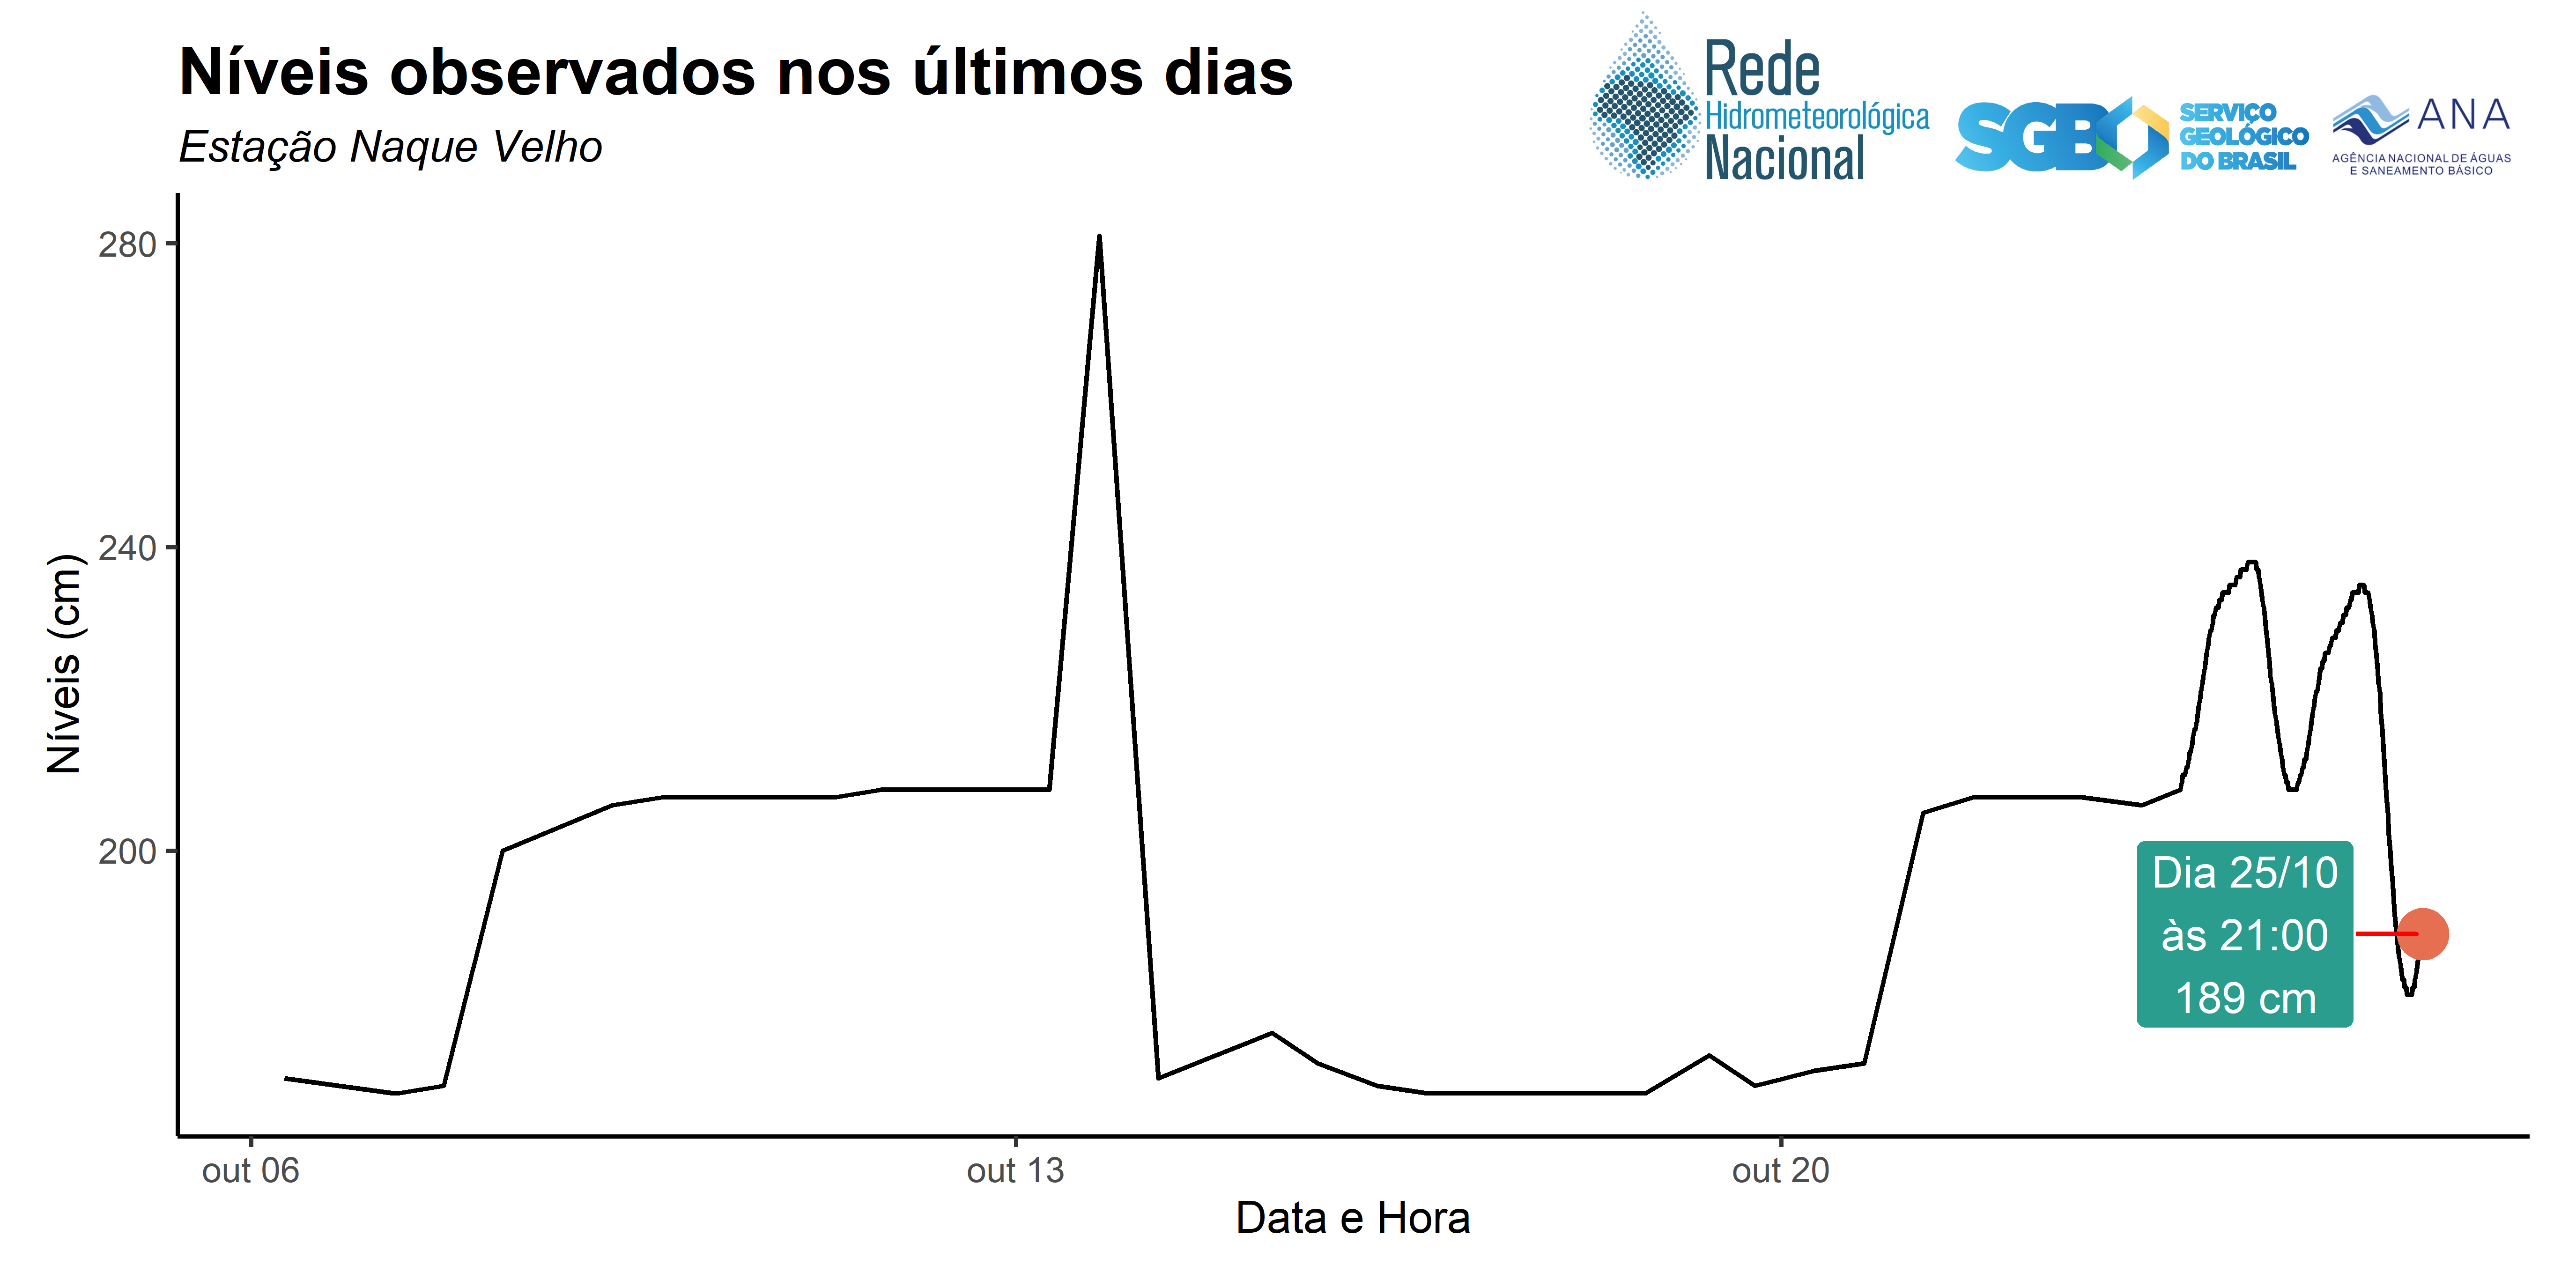 Níveis observados nos últimos dias
Estação Naque Velho
Rede
Hidrometeorológica
Nacional
SGB
SERVIÇO
GEOLÓGICO
DO BRASIL
ANA
AGÊNCIA NACIONAL DE ÁGUAS
E SANEAMENTO BÁSICO
280
240
200
Níveis (cm)
Dia 25/10
às 21:00
189 cm
out 06
out 13
out 20
Data e Hora